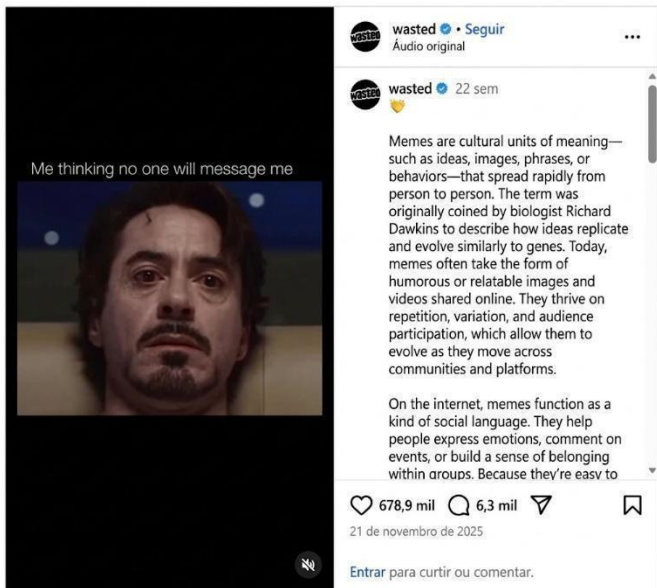 Me thinking no one will message me
wasted
wasted • Seguir
Áudio original
wasted
wasted 22 sem
Memes are cultural units of meaning—
such as ideas, images, phrases, or
behaviors—that spread rapidly from
person to person. The term was
originally coined by biologist Richard
Dawkins to describe how ideas replicate
and evolve similarly to genes. Today,
memes often take the form of
humorous or relatable images and
videos shared online. They thrive on
repetition, variation, and audience
participation, which allow them to
evolve as they move across
communities and platforms.
On the internet, memes function as a
kind of social language. They help
people express emotions, comment on
events, or build a sense of belonging
within groups. Because they're easy to
678,9 mil 6,3 mil
21 de novembro de 2025
Entrar para curtir ou comentar.